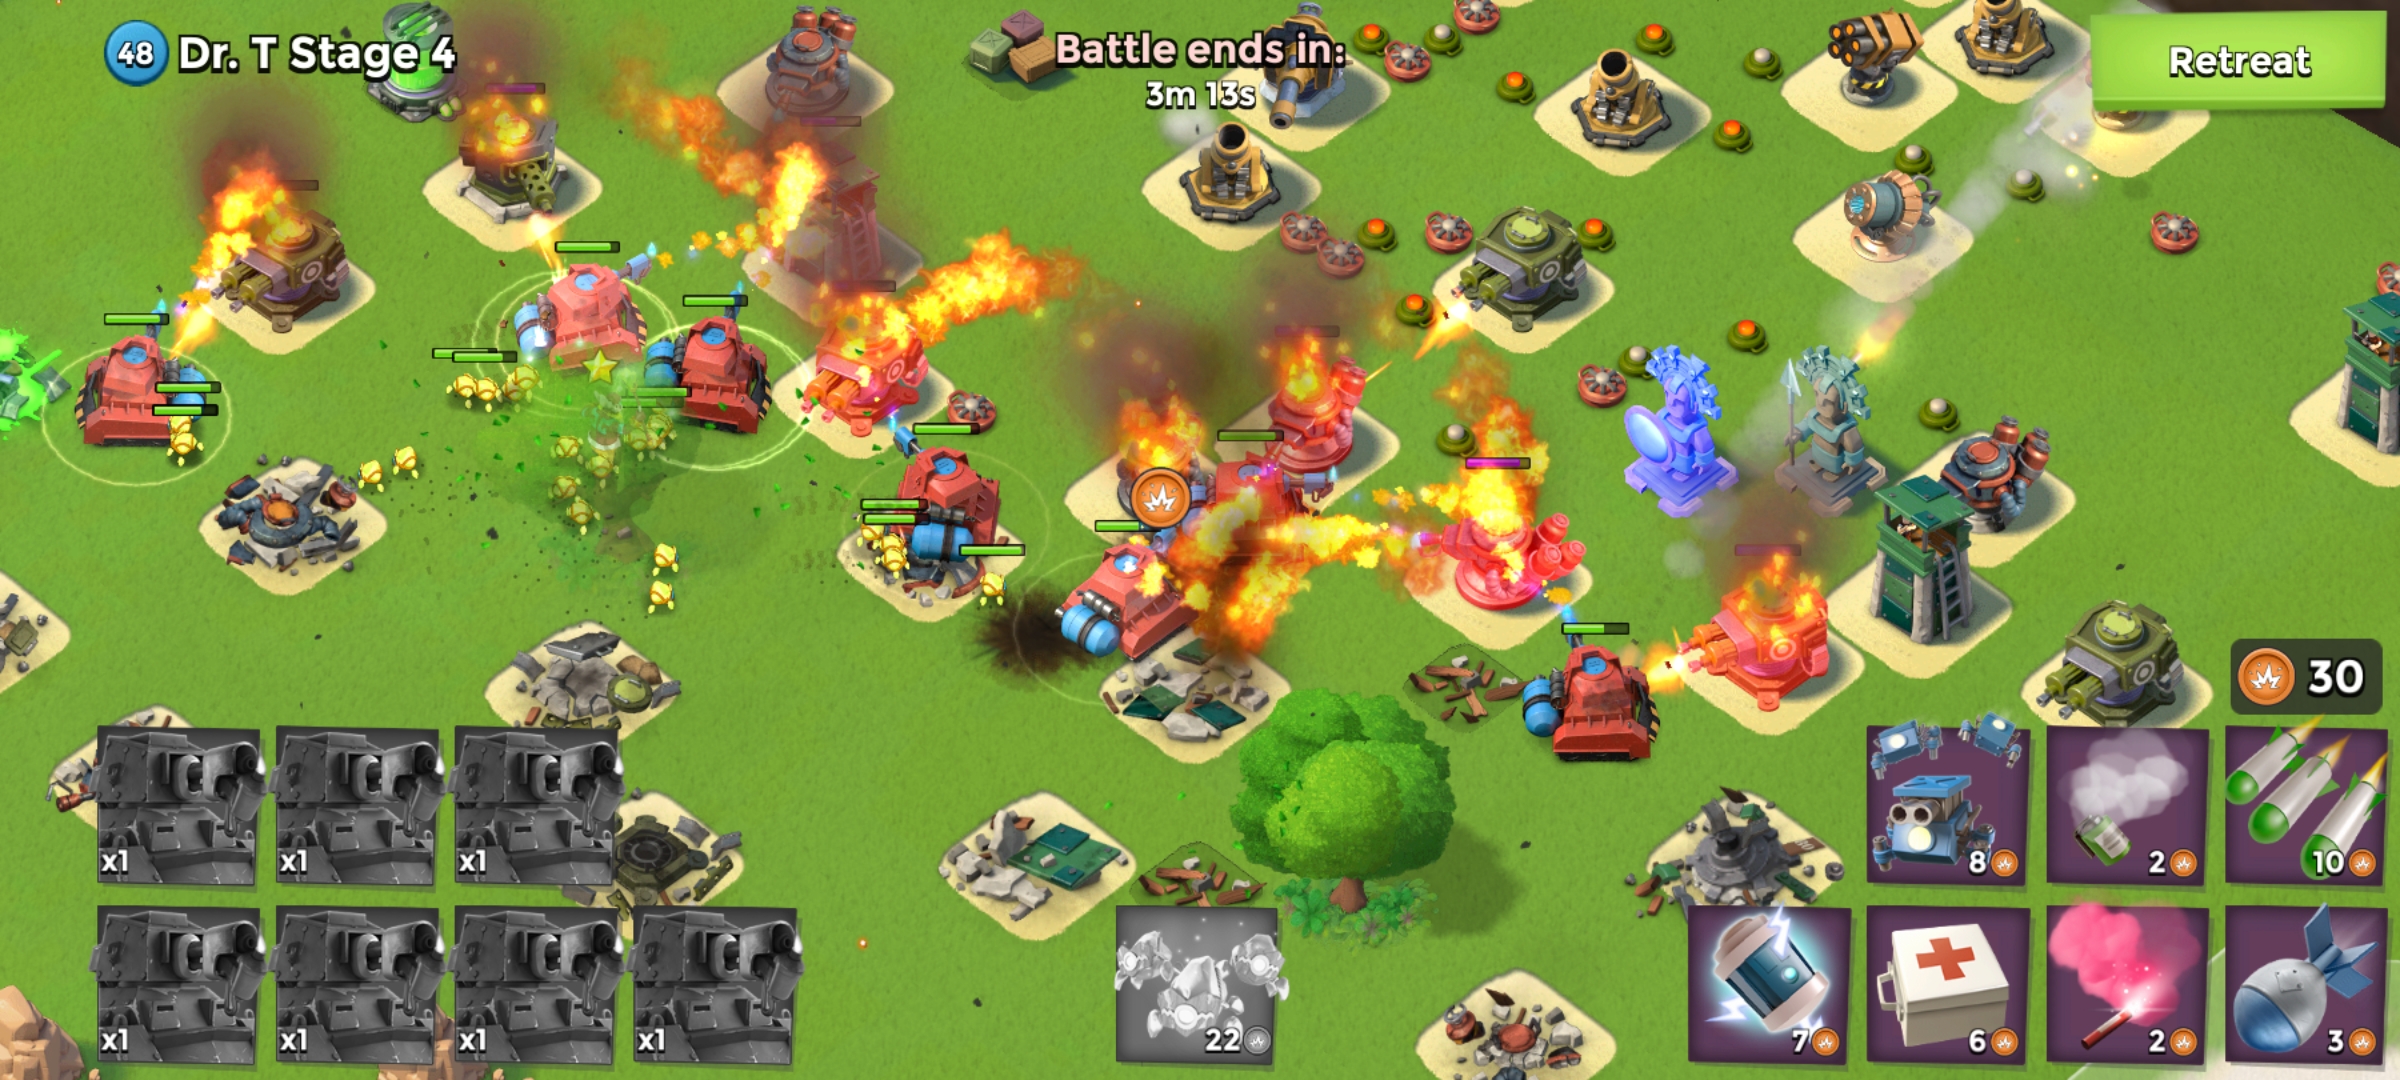 48 Dr. T Stage 4
Battle ends in:
3m 13s
Retreat
30
x1 x1 x1
8 2 10
x1 x1 x1 x1
22
7 6 2 3